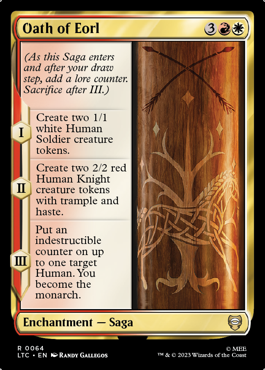 Oath of Eorl 3
(As this Saga enters
and after your draw
step, add a lore counter.
Sacrifice after III.)
I
Create two 1/1
white Human
Soldier creature
tokens.
II
Create two 2/2 red
Human Knight
creature tokens
with trample and
haste.
III
Put an
indestructible
counter on up
to one target
Human. You
become the
monarch.
Enchantment — Saga
R 0064 © MEE
LTC • EN RANDY GALLEGOS ™ & © 2023 Wizards of the Coast